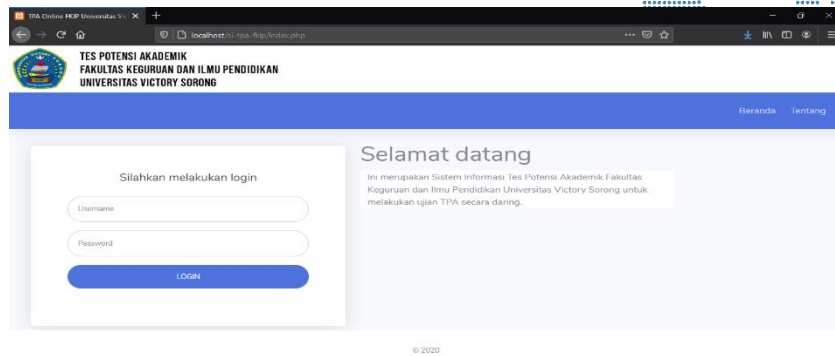 TPA Online FKIP Universitas Vic
localhost/si-tpa-fkip/index.php
TES POTENSI AKADEMIK
FAKULTAS KEGURUAN DAN ILMU PENDIDIKAN
UNIVERSITAS VICTORY SORONG
Beranda Tentang
Silahkan melakukan login
Username
Password
LOGIN
Selamat datang
Ini merupakan Sistem Informasi Tes Potensi Akademik Fakultas
Keguruan dan Ilmu Pendidikan Universitas Victory Sorong untuk
melakukan ujian TPA secara daring.
© 2020